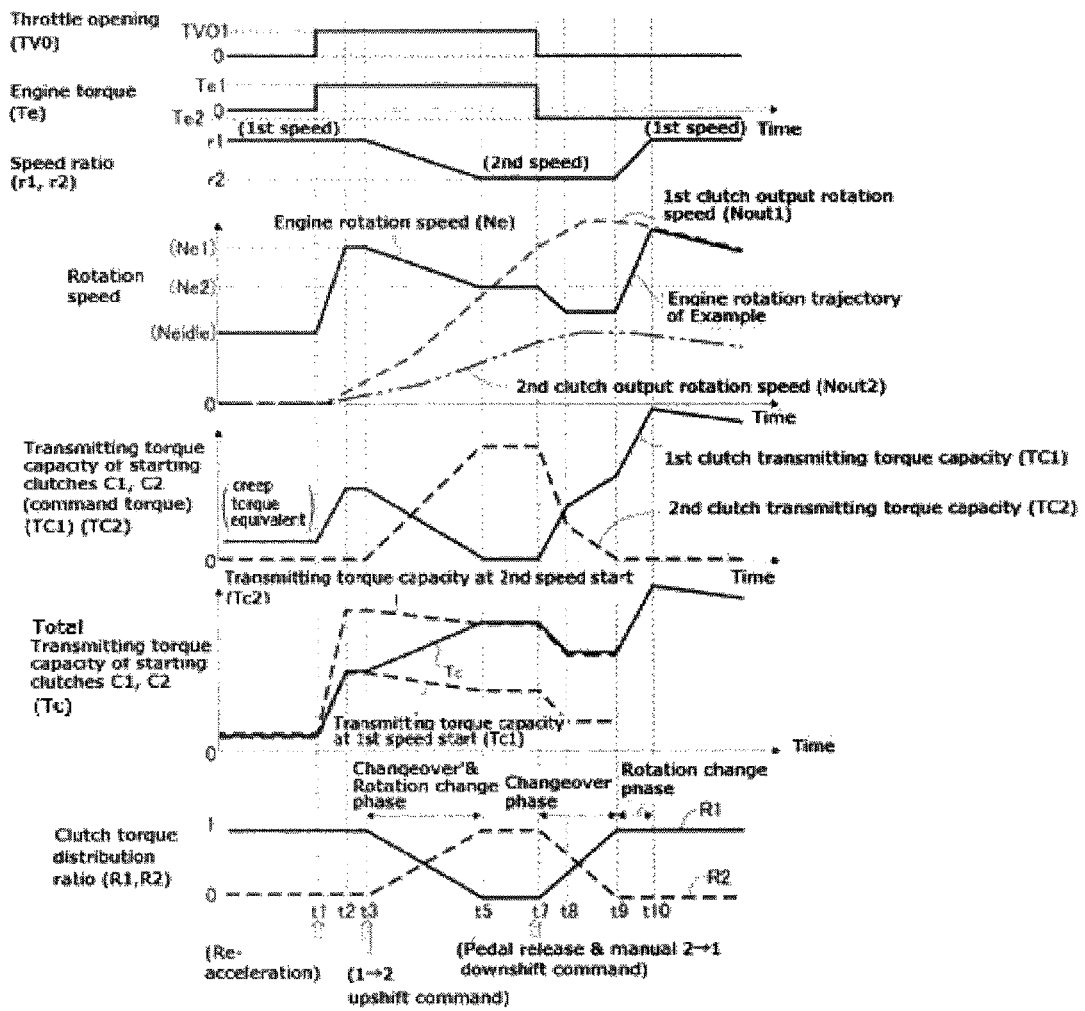 Throttle opening
(TV0)
TVO1
0
Engine torque
(Te)
Te1
0
Te2
Time
(1st speed)
(1st speed)
Speed ratio
(r1, r2)
r1
r2
(2nd speed)
1st clutch output rotation
speed (Nout1)
Engine rotation speed (Ne)
Rotation
speed
(Ne1)
(Ne2)
(Neidle)
0
Engine rotation trajectory
of Example
2nd clutch output rotation speed (Nout2)
Time
Transmitting torque
capacity of starting
clutches C1, C2
(command torque)
(TC1) (TC2)
(creep
torque
equivalent)
0
1st clutch transmitting torque capacity (TC1)
2nd clutch transmitting torque capacity (TC2)
Time
Transmitting torque capacity at 2nd speed start
(Tc2)
Total
Transmitting torque
capacity of starting
clutches C1, C2
(Tc)
Tc
Transmitting torque capacity
at 1st speed start (Tc1)
0
Time
Changeover &
Rotation change
phase
Changeover
phase
Rotation change
phase
Clutch torque
distribution
ratio (R1,R2)
1
0
R1
R2
t1 t2 t3 t5 t7 t8 t9 t10
(Re-
acceleration)
(1→2
upshift command)
(Pedal release & manual 2→1
downshift command)